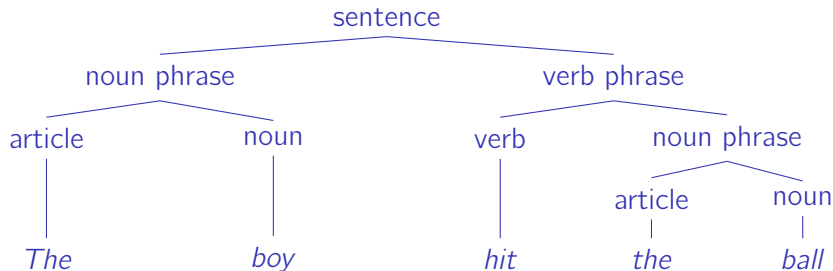 sentence
noun phrase verb phrase
article noun verb noun phrase
article noun
The boy hit the ball